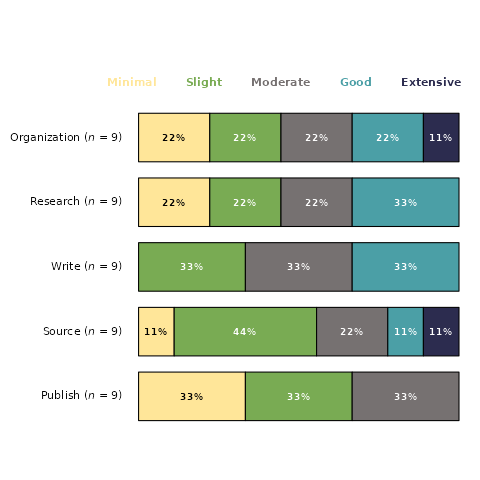 Minimal Slight Moderate Good Extensive
Organization (n = 9) 22% 22% 22% 22% 11%
Research (n = 9) 22% 22% 22% 33%
Write (n = 9) 33% 33% 33%
Source (n = 9) 11% 44% 22% 11% 11%
Publish (n = 9) 33% 33% 33%